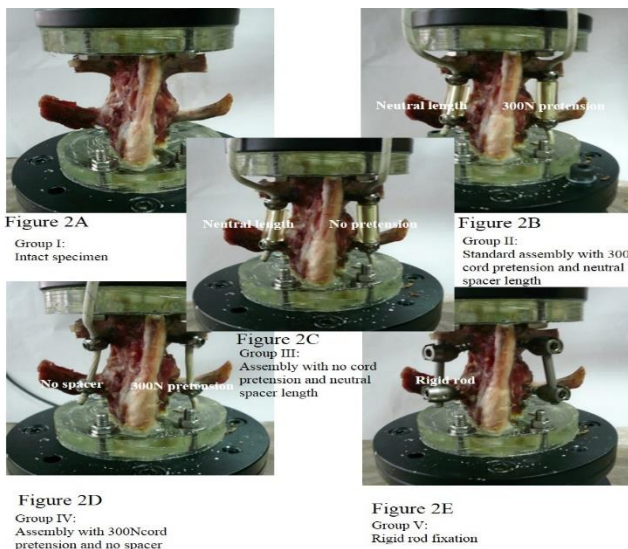 Neutral length
300N pretension
Figure 2A
Group I:
Intact specimen
Figure 2B
Group II:
Standard assembly with 300
cord pretension and neutral
spacer length
Neutral length
No pretension
Figure 2C
Group III:
Assembly with no cord
pretension and neutral
spacer length
No spacer
300N pretension
Rigid rod
Figure 2D
Group IV:
Assembly with 300Ncord
pretension and no spacer
Figure 2E
Group V:
Rigid rod fixation